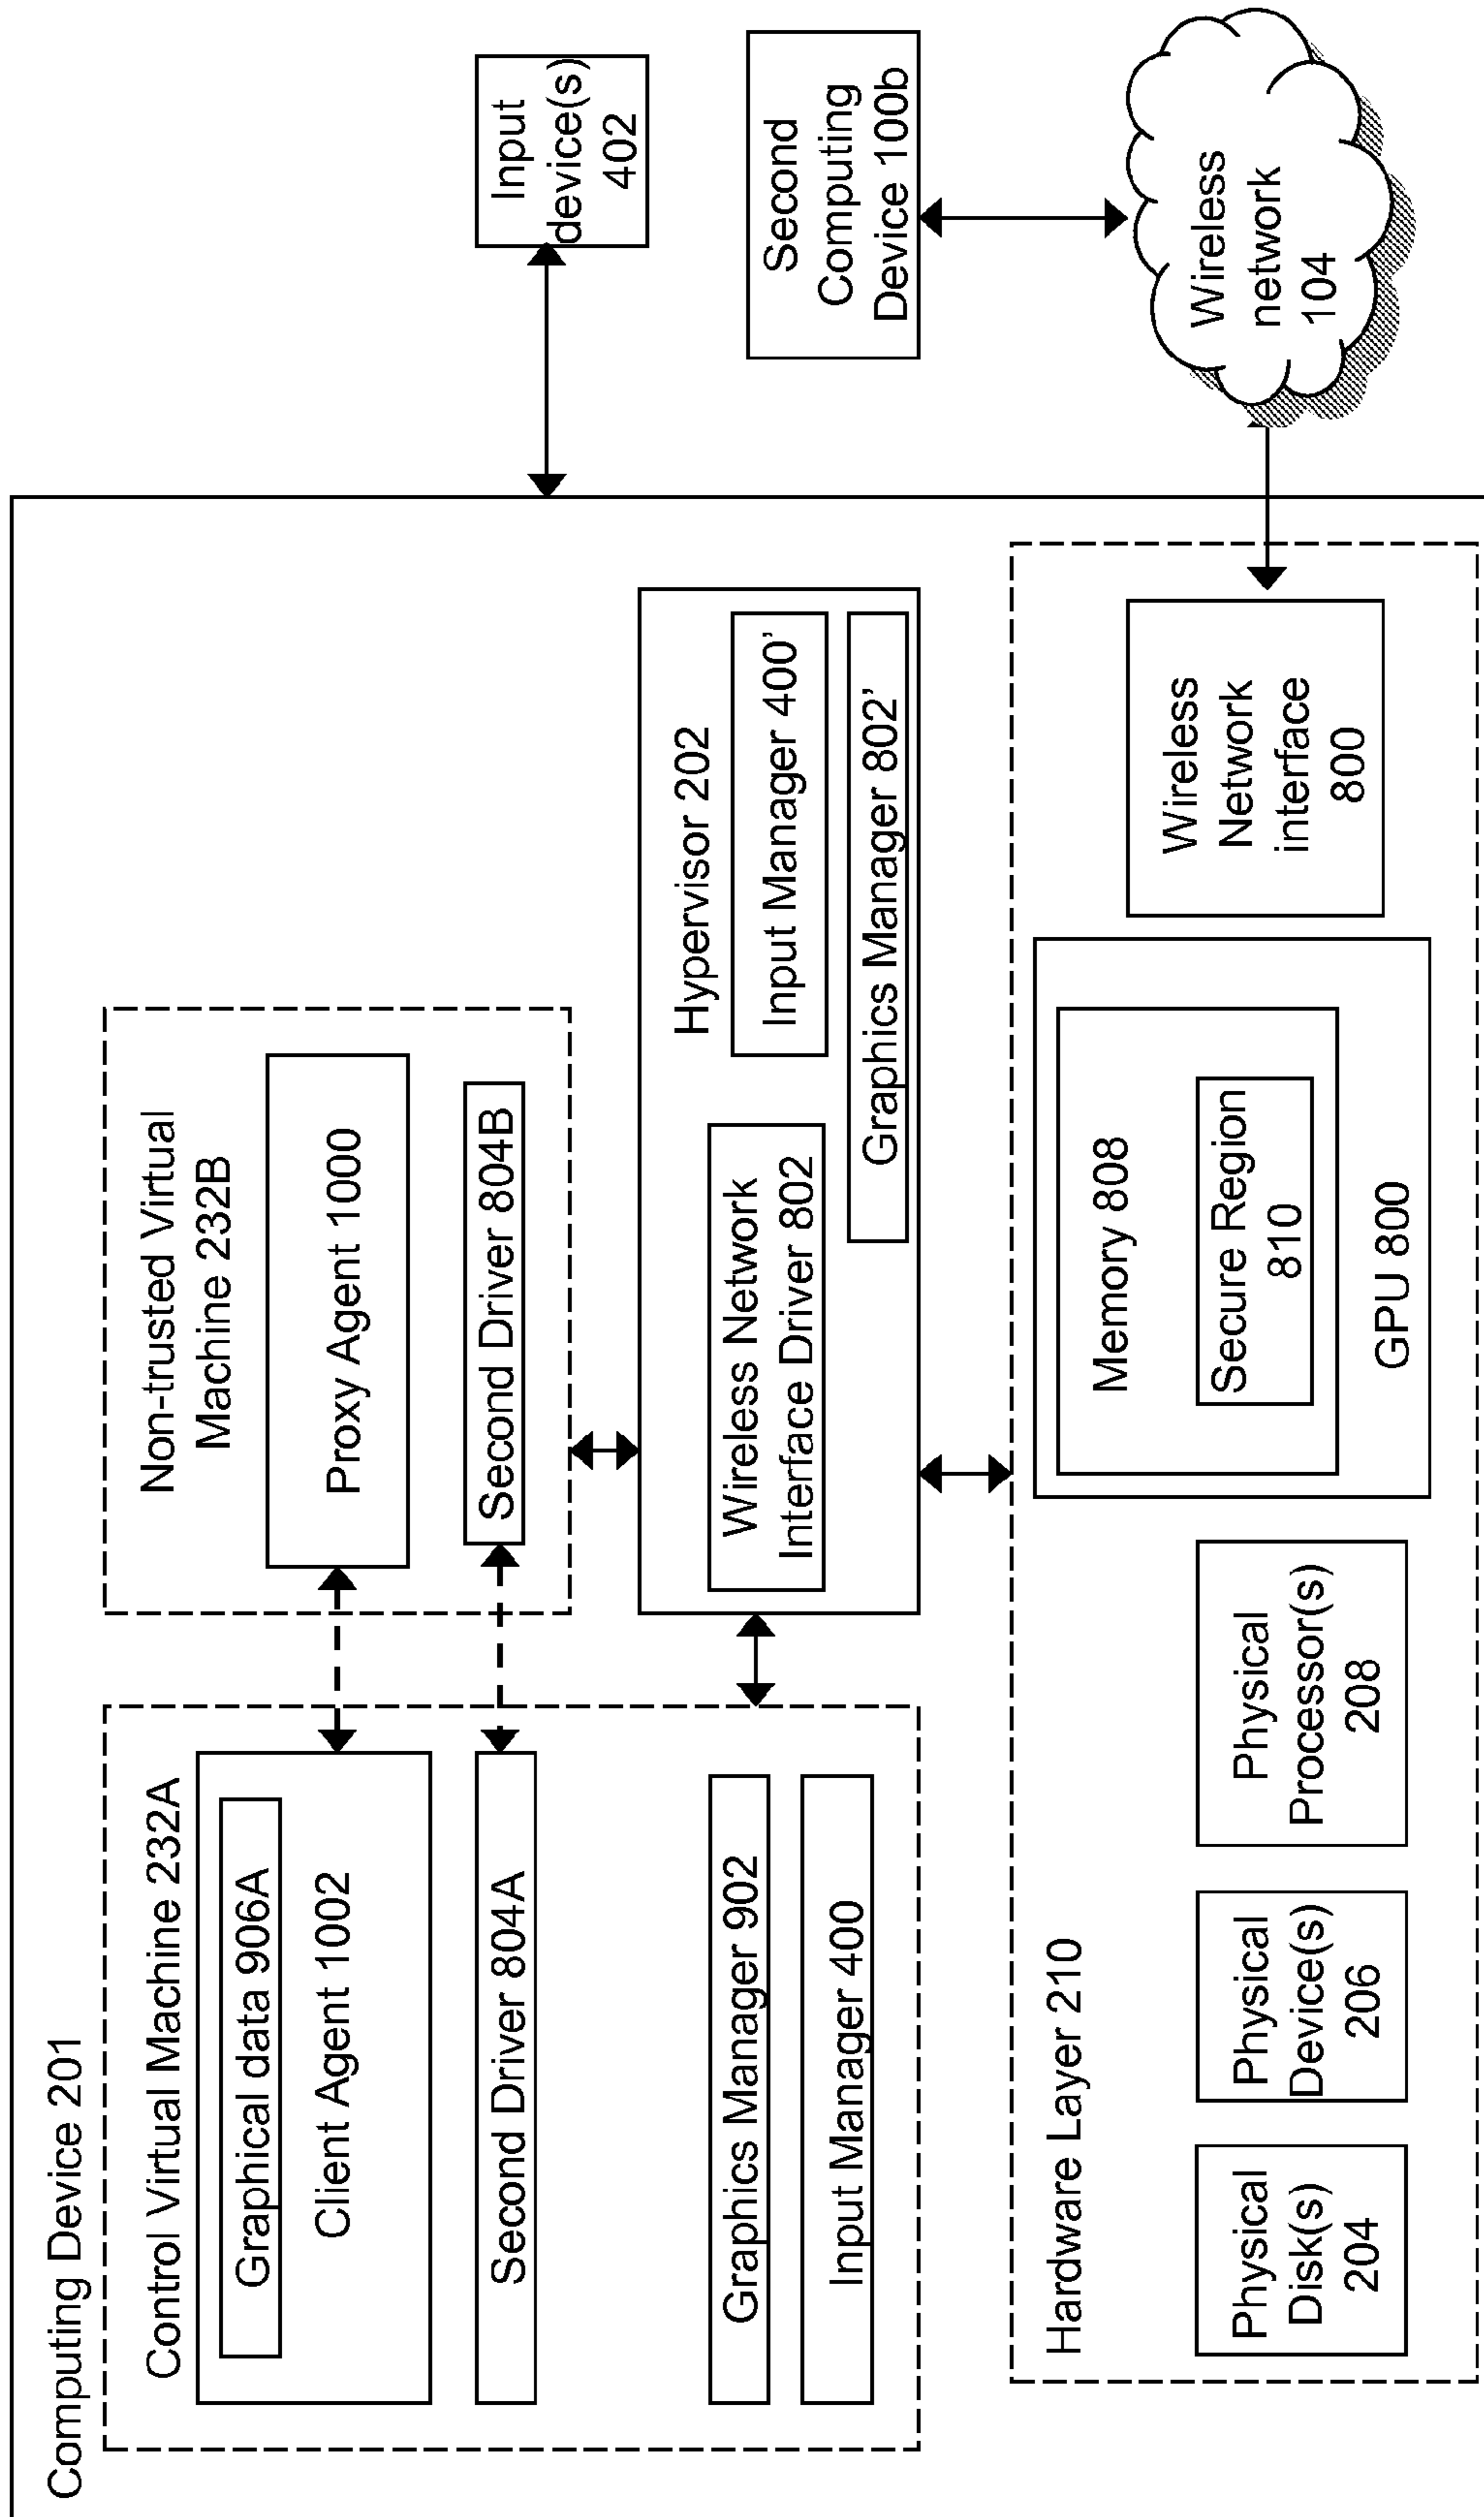 Computing Device 201
Control Virtual Machine 232A
Graphical data 906A
Client Agent 1002
Second Driver 804A
Graphics Manager 902
Input Manager 400
Non-trusted Virtual
Machine 232B
Proxy Agent 1000
Second Driver 804B
Hypervisor 202
Wireless Network
Interface Driver 802
Input Manager 400'
Graphics Manager 802'
Input
device(s)
402
Second
Computing
Device 100b
Wireless
network
104
Hardware Layer 210
Physical
Disk(s)
204
Physical
Device(s)
206
Physical
Processor(s)
208
Memory 808
Secure Region
810
GPU 800
Wireless
Network
interface
800